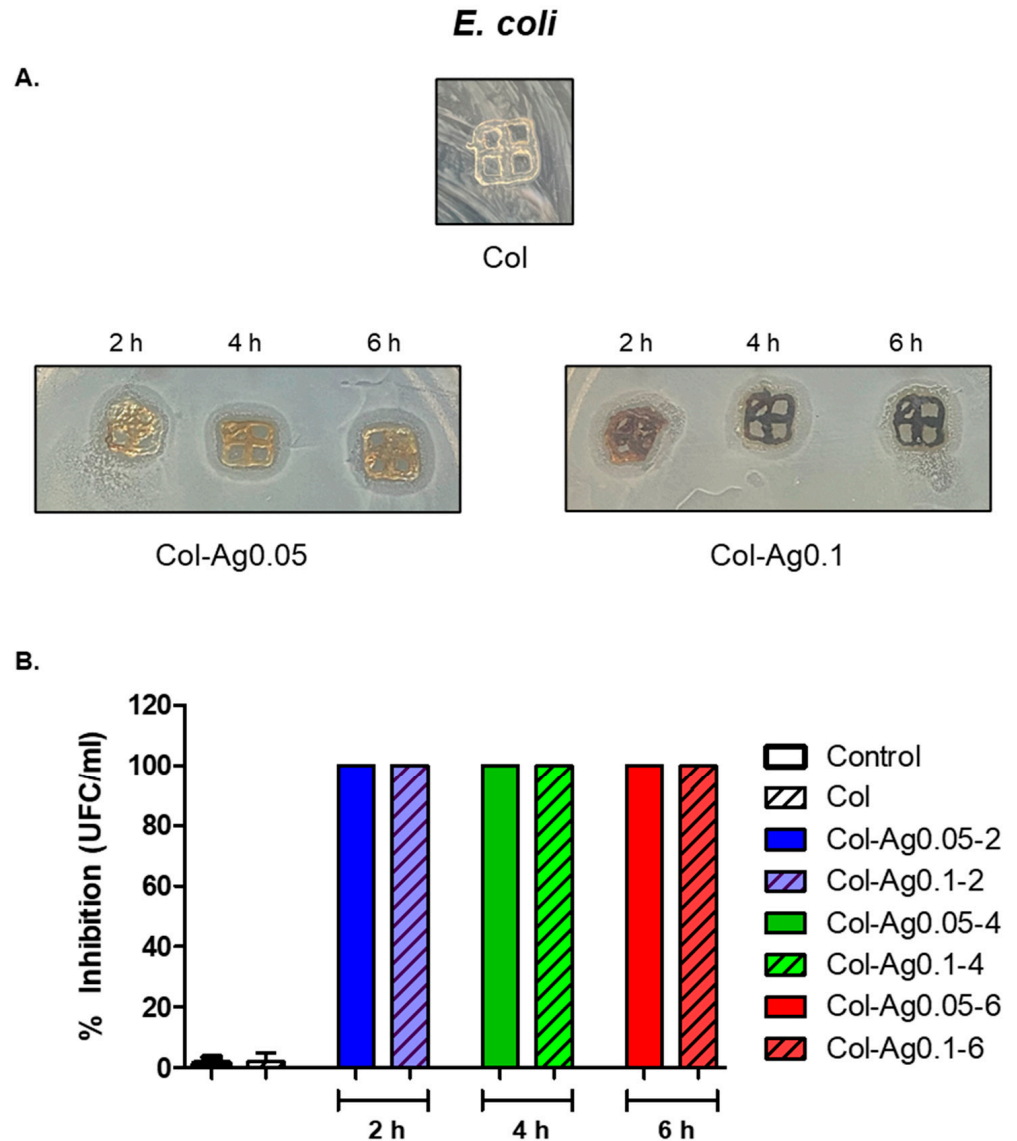 E. coli
A.
Col
2 h 4 h 6 h 2 h 4 h 6 h
Col-Ag0.05 Col-Ag0.1
B.
% Inhibition (UFC/ml)
120
100
80
60
40
20
0
2 h 4 h 6 h
Control
Col
Col-Ag0.05-2
Col-Ag0.1-2
Col-Ag0.05-4
Col-Ag0.1-4
Col-Ag0.05-6
Col-Ag0.1-6